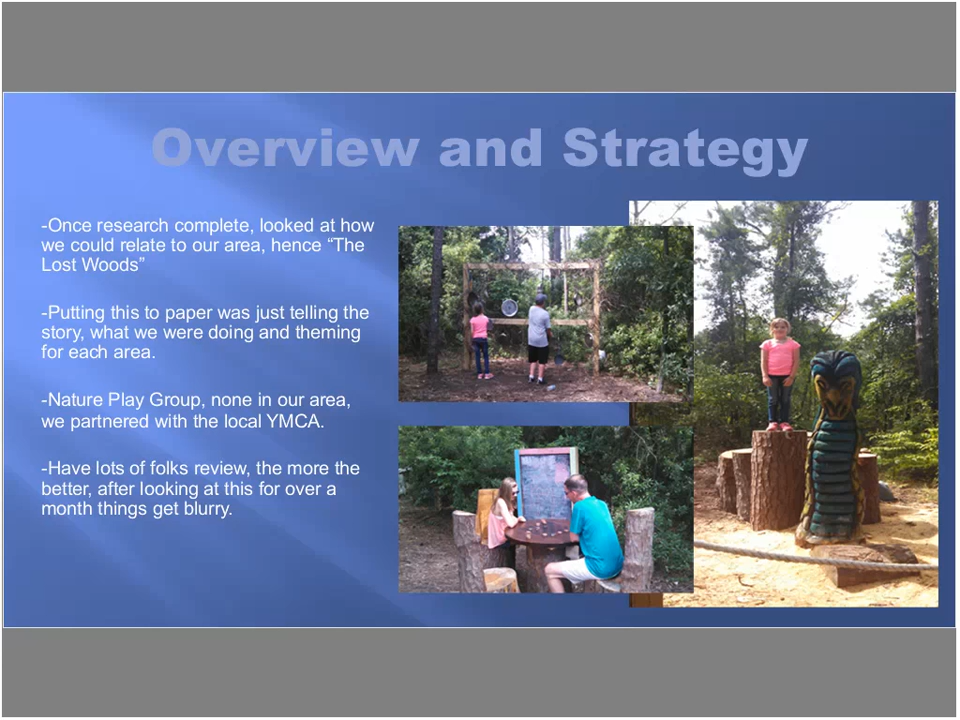 Overview and Strategy
-Once research complete, looked at how
we could relate to our area, hence “The
Lost Woods”
-Putting this to paper was just telling the
story, what we were doing and theming
for each area.
-Nature Play Group, none in our area,
we partnered with the local YMCA.
-Have lots of folks review, the more the
better, after looking at this for over a
month things get blurry.